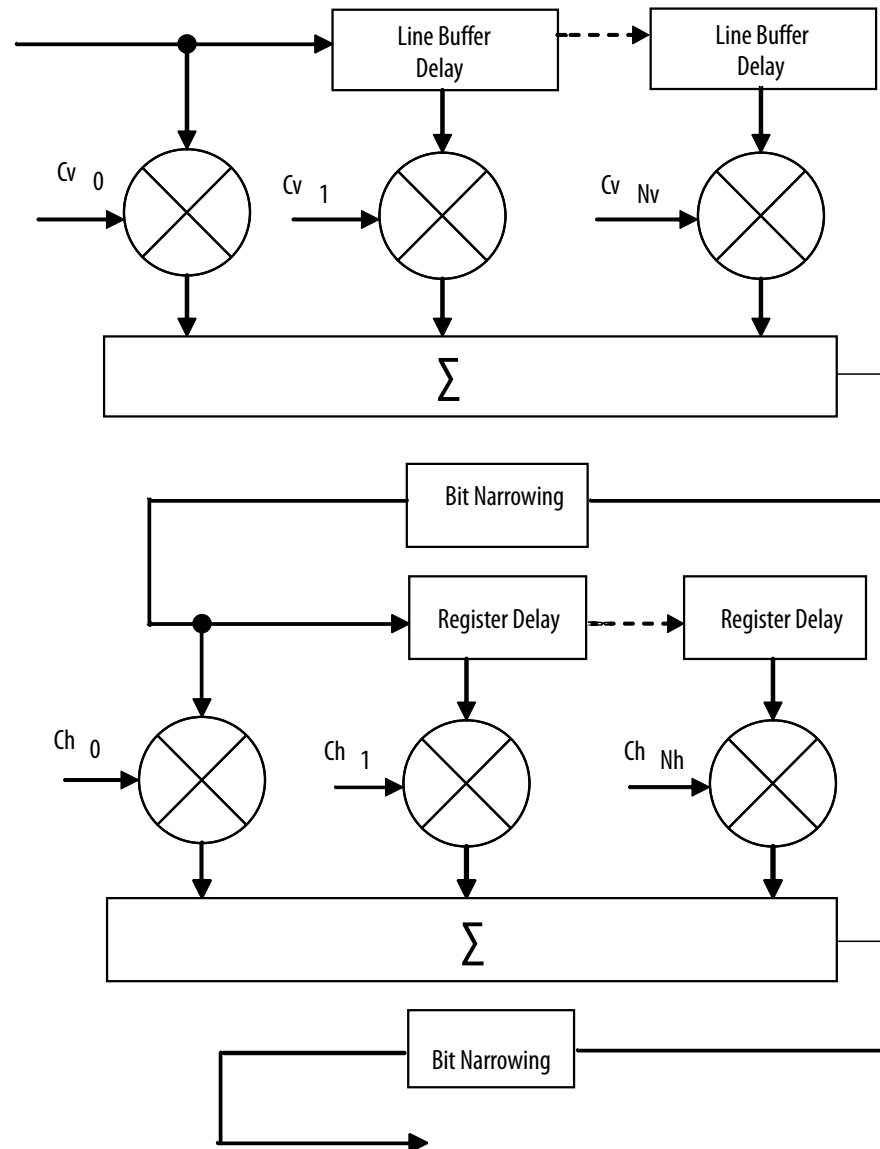 Line Buffer
Delay
Line Buffer
Delay
Cv 0
Cv 1
Cv Nv
Σ
Bit Narrowing
Register Delay
Register Delay
Ch 0
Ch 1
Ch Nh
Σ
Bit Narrowing